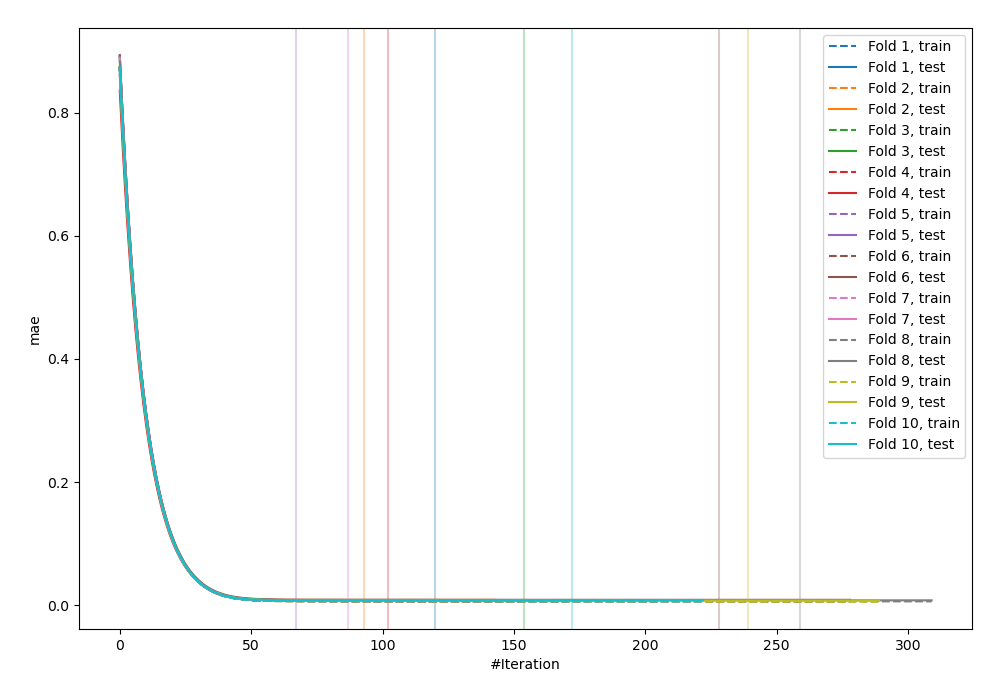 0.8
0.6
0.4
0.2
0.0
mae
0
50
100
150
200
250
300
#Iteration
Fold 1, train
Fold 1, test
Fold 2, train
Fold 2, test
Fold 3, train
Fold 3, test
Fold 4, train
Fold 4, test
Fold 5, train
Fold 5, test
Fold 6, train
Fold 6, test
Fold 7, train
Fold 7, test
Fold 8, train
Fold 8, test
Fold 9, train
Fold 9, test
Fold 10, train
Fold 10, test